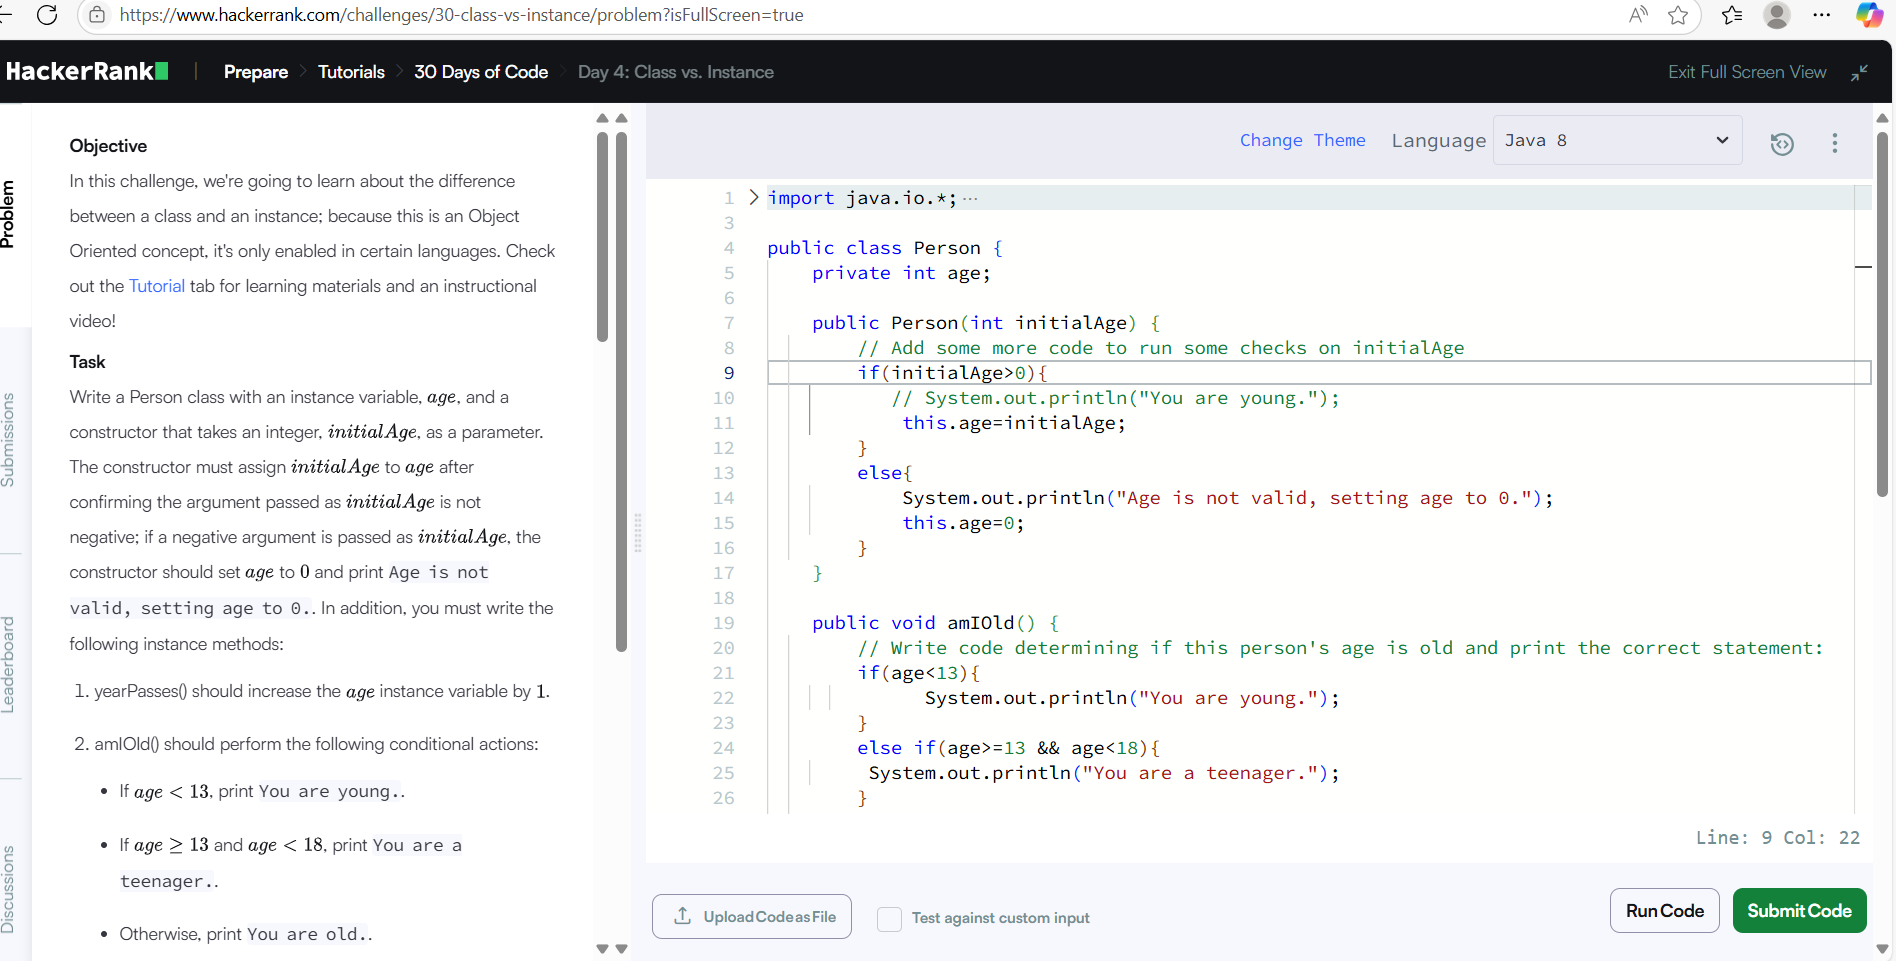 https://www.hackerrank.com/challenges/30-class-vs-instance/problem?isFullScreen=true
HackerRank
Prepare > Tutorials > 30 Days of Code > Day 4: Class vs. Instance
Exit Full Screen View
Problem
Submissions
Leaderboard
Discussions
Objective
In this challenge, we're going to learn about the difference
between a class and an instance; because this is an Object
Oriented concept, it's only enabled in certain languages. Check
out the Tutorial tab for learning materials and an instructional
video!
Task
Write a Person class with an instance variable, age, and a
constructor that takes an integer, initialAge, as a parameter.
The constructor must assign initialAge to age after
confirming the argument passed as initialAge is not
negative; if a negative argument is passed as initialAge, the
constructor should set age to 0 and print Age is not
valid, setting age to 0.. In addition, you must write the
following instance methods:
1. yearPasses() should increase the age instance variable by 1.
2. amIOld() should perform the following conditional actions:
• If age < 13, print You are young..
• If age ≥ 13 and age < 18, print You are a
teenager..
• Otherwise, print You are old..
Change Theme Language Java 8
1 import java.io.*;···
3
4 public class Person {
5 private int age;
6
7 public Person(int initialAge) {
8 // Add some more code to run some checks on initialAge
9 if(initialAge>0){
10 // System.out.println("You are young.");
11 this.age=initialAge;
12 }
13 else{
14 System.out.println("Age is not valid, setting age to 0.");
15 this.age=0;
16 }
17 }
18
19 public void amIOld() {
20 // Write code determining if this person's age is old and print the correct statement:
21 if(age<13){
22 System.out.println("You are young.");
23 }
24 else if(age>=13 && age<18){
25 System.out.println("You are a teenager.");
26 }
Line: 9 Col: 22
Upload Code as File
Test against custom input
Run Code
Submit Code